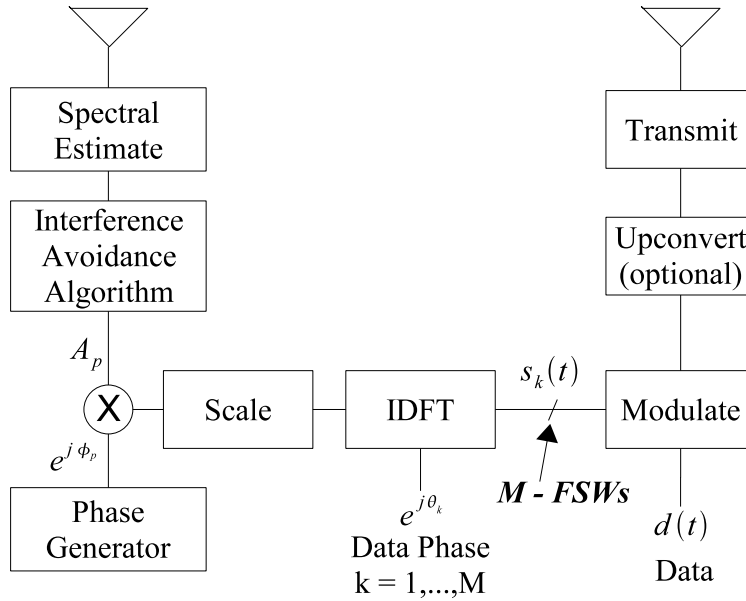 Spectral
Estimate
Interference
Avoidance
Algorithm
A_p
X
e^{jϕ_p}
Phase
Generator
Scale
IDFT
e^{jθ_k}
Data Phase
k = 1,...,M
s_k(t)
M - FSWs
Transmit
Upconvert
(optional)
Modulate
d(t)
Data